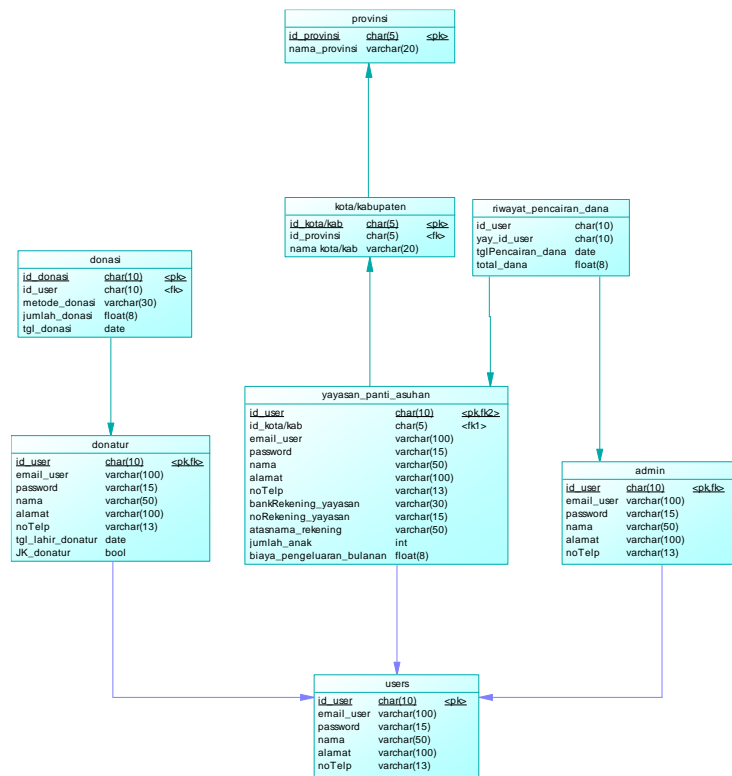 provinsi
id_provinsi char(5) <pk>
nama_provinsi varchar(20)
kota/kabupaten
id_kota/kab char(5) <pk>
id_provinsi char(5) <fk>
nama kota/kab varchar(20)
riwayat_pencairan_dana
id_user char(10)
yay_id_user char(10)
tglPencairan_dana date
total_dana float(8)
donasi
id_donasi char(10) <pk>
id_user char(10) <fk>
metode_donasi varchar(30)
jumlah_donasi float(8)
tgl_donasi date
yayasan_panti_asuhan
id_user char(10) <pk,fk2>
id_kota/kab char(5) <fk1>
email_user varchar(100)
password varchar(15)
nama varchar(50)
alamat varchar(100)
noTelp varchar(13)
bankRekening_yayasan varchar(30)
noRekening_yayasan varchar(15)
atasnama_rekening varchar(50)
jumlah_anak int
biaya_pengeluaran_bulanan float(8)
donatur
id_user char(10) <pk,fk>
email_user varchar(100)
password varchar(15)
nama varchar(50)
alamat varchar(100)
noTelp varchar(13)
tgl_lahir_donatur date
JK_donatur bool
admin
id_user char(10) <pk,fk>
email_user varchar(100)
password varchar(15)
nama varchar(50)
alamat varchar(100)
noTelp varchar(13)
users
id_user char(10) <pk>
email_user varchar(100)
password varchar(15)
nama varchar(50)
alamat varchar(100)
noTelp varchar(13)